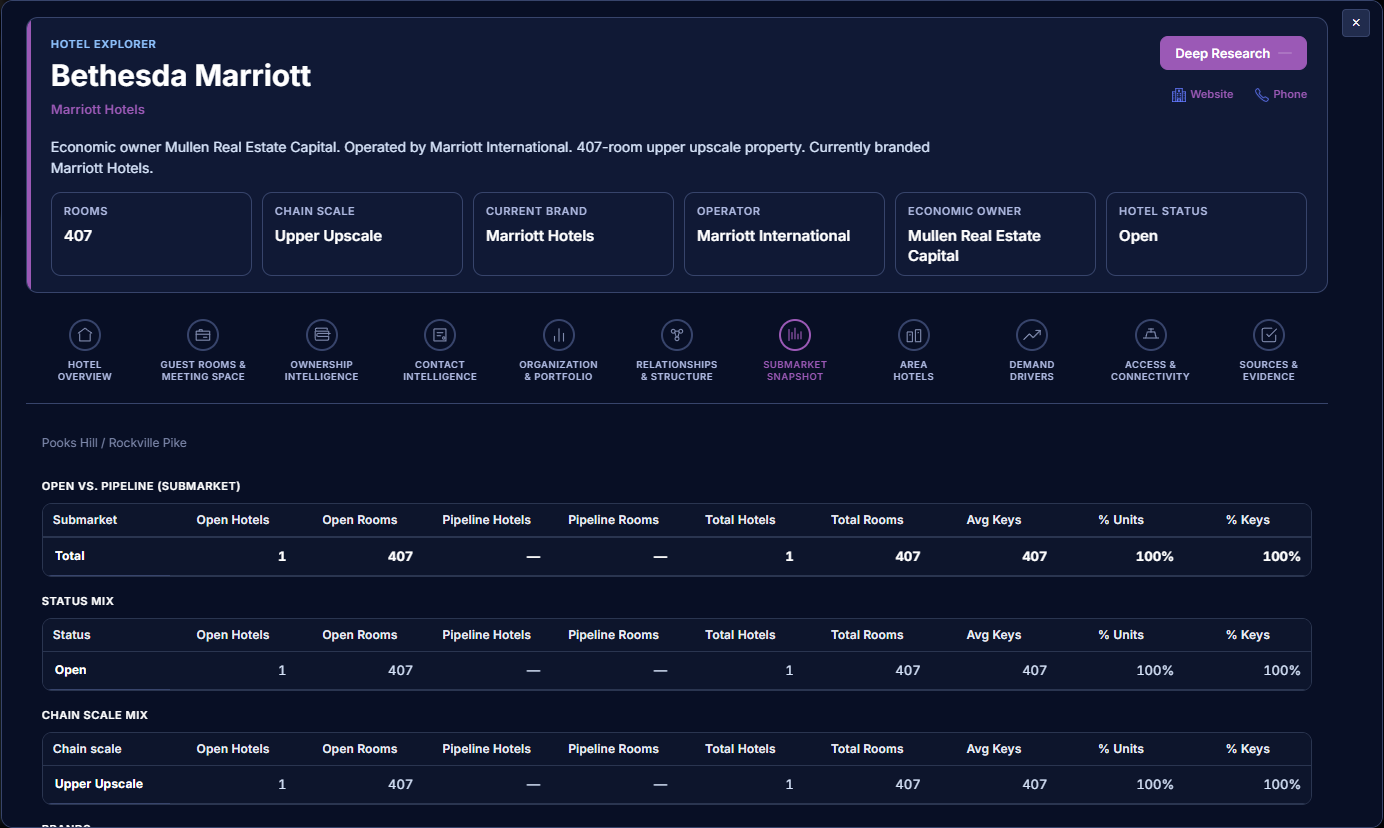 HOTEL EXPLORER
Bethesda Marriott
Marriott Hotels
Deep Research —
Website Phone
Economic owner Mullen Real Estate Capital. Operated by Marriott International. 407-room upper upscale property. Currently branded
Marriott Hotels.
ROOMS
407
CHAIN SCALE
Upper Upscale
CURRENT BRAND
Marriott Hotels
OPERATOR
Marriott International
ECONOMIC OWNER
Mullen Real Estate
Capital
HOTEL STATUS
Open
HOTEL
OVERVIEW
GUEST ROOMS &
MEETING SPACE
OWNERSHIP
INTELLIGENCE
CONTACT
INTELLIGENCE
ORGANIZATION
& PORTFOLIO
RELATIONSHIPS
& STRUCTURE
SUBMARKET
SNAPSHOT
AREA
HOTELS
DEMAND
DRIVERS
ACCESS &
CONNECTIVITY
SOURCES &
EVIDENCE
Pooks Hill / Rockville Pike
OPEN VS. PIPELINE (SUBMARKET)
Submarket Open Hotels Open Rooms Pipeline Hotels Pipeline Rooms Total Hotels Total Rooms Avg Keys % Units % Keys
Total 1 407 — — 1 407 407 100% 100%
STATUS MIX
Status Open Hotels Open Rooms Pipeline Hotels Pipeline Rooms Total Hotels Total Rooms Avg Keys % Units % Keys
Open 1 407 — — 1 407 407 100% 100%
CHAIN SCALE MIX
Chain scale Open Hotels Open Rooms Pipeline Hotels Pipeline Rooms Total Hotels Total Rooms Avg Keys % Units % Keys
Upper Upscale 1 407 — — 1 407 407 100% 100%